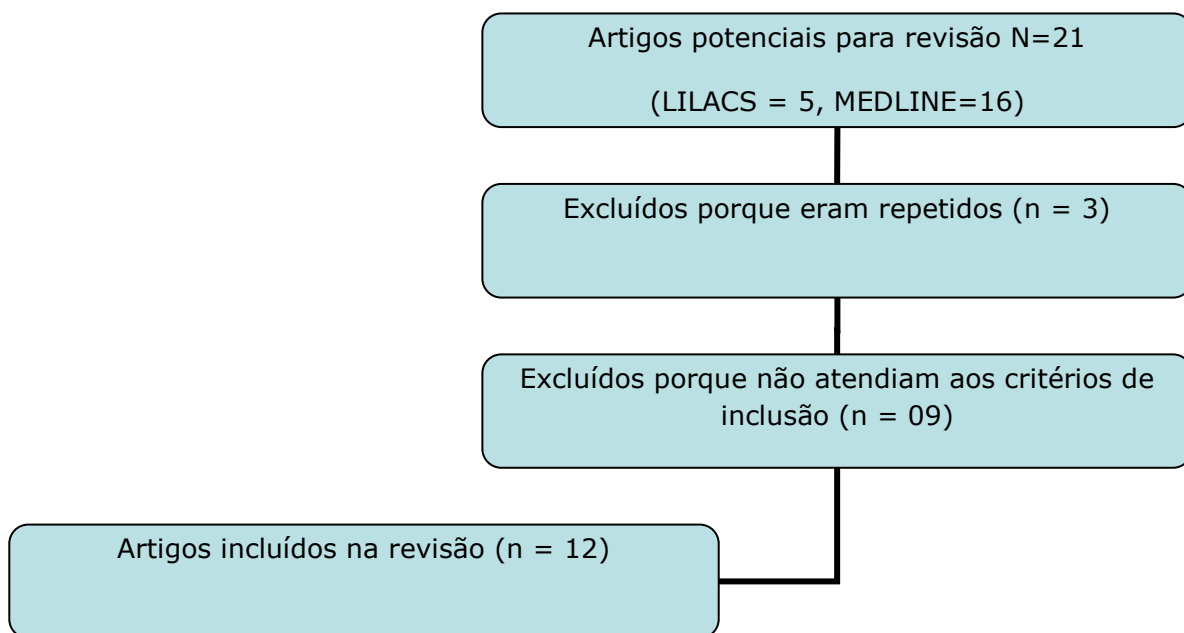 Artigos potenciais para revisão N=21
(LILACS = 5, MEDLINE=16)
Excluídos porque eram repetidos (n = 3)
Excluídos porque não atendiam aos critérios de
inclusão (n = 09)
Artigos incluídos na revisão (n = 12)